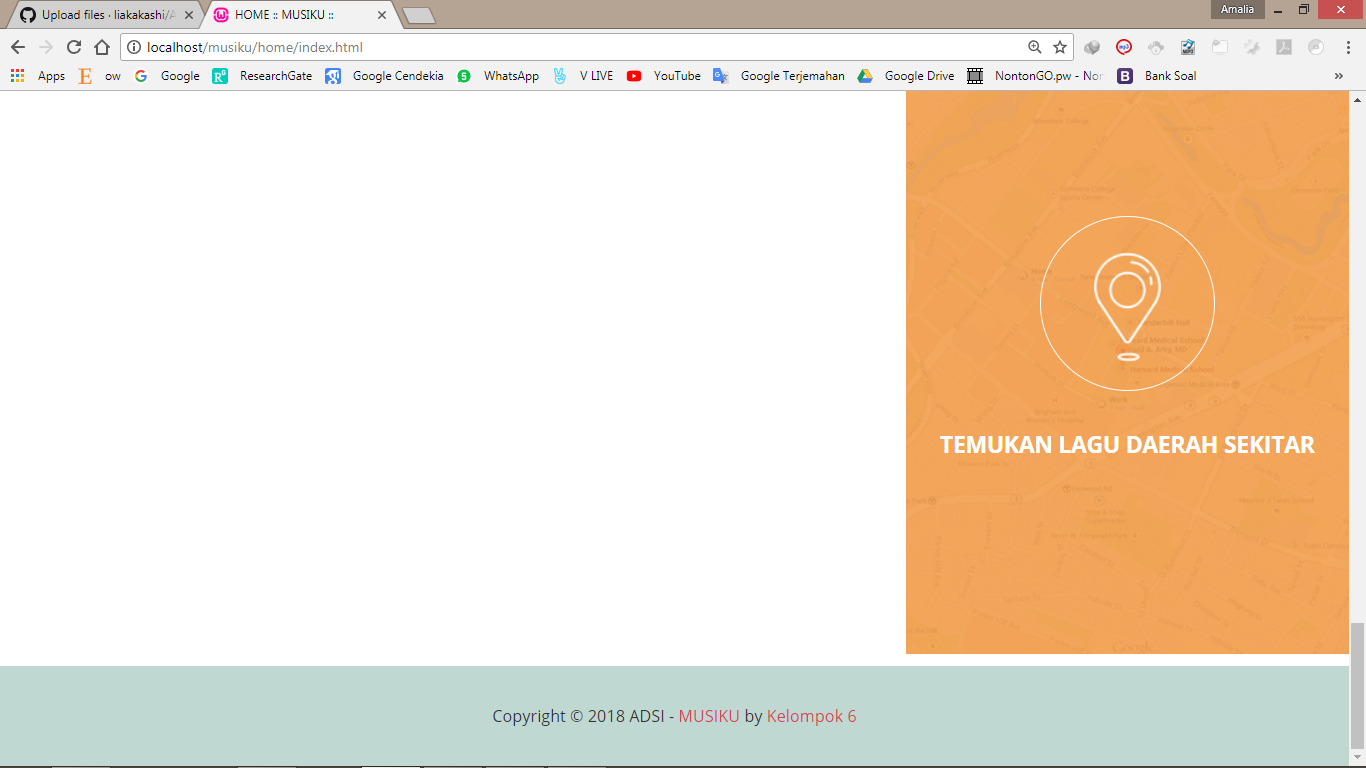 Upload files · liakakashi/A
HOME :: MUSIKU ::
Amalia
localhost/musiku/home/index.html
Apps
ow
Google
ResearchGate
Google Cendekia
WhatsApp
V LIVE
YouTube
Google Terjemahan
Google Drive
NontonGO.pw - Non
Bank Soal
»
TEMUKAN LAGU DAERAH SEKITAR
Copyright © 2018 ADSI - MUSIKU by Kelompok 6